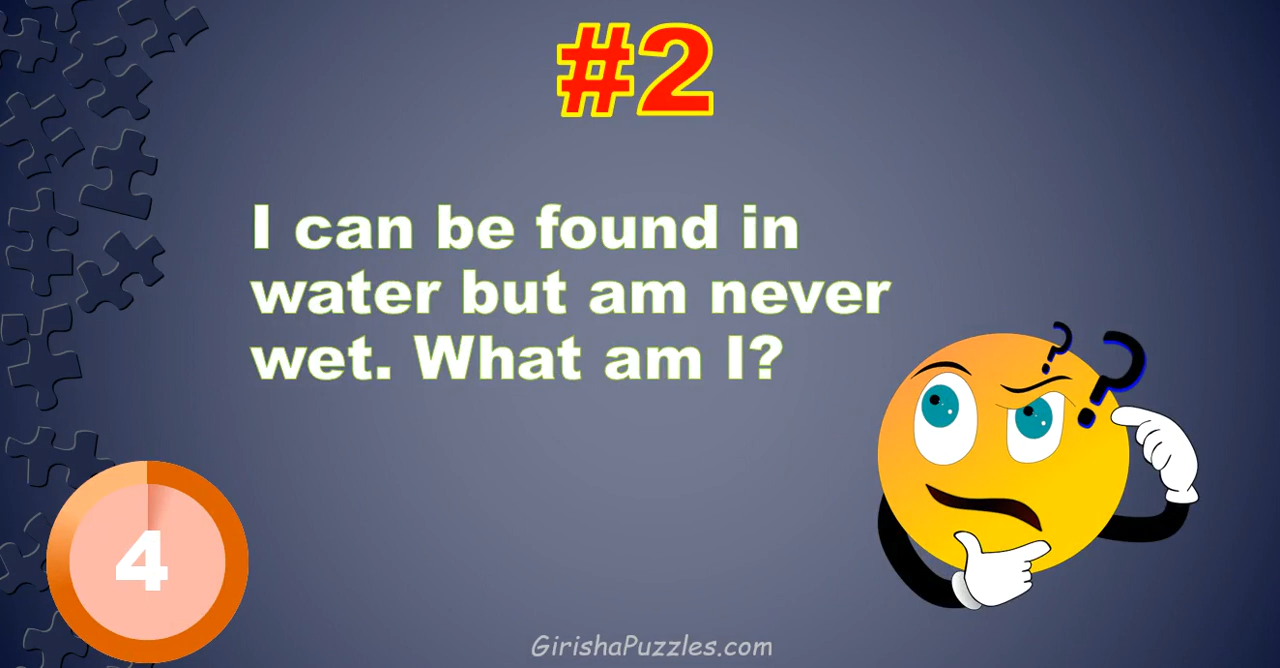 #2
I can be found in
water but am never
wet. What am I?
? ?
4
GirishaPuzzles.com